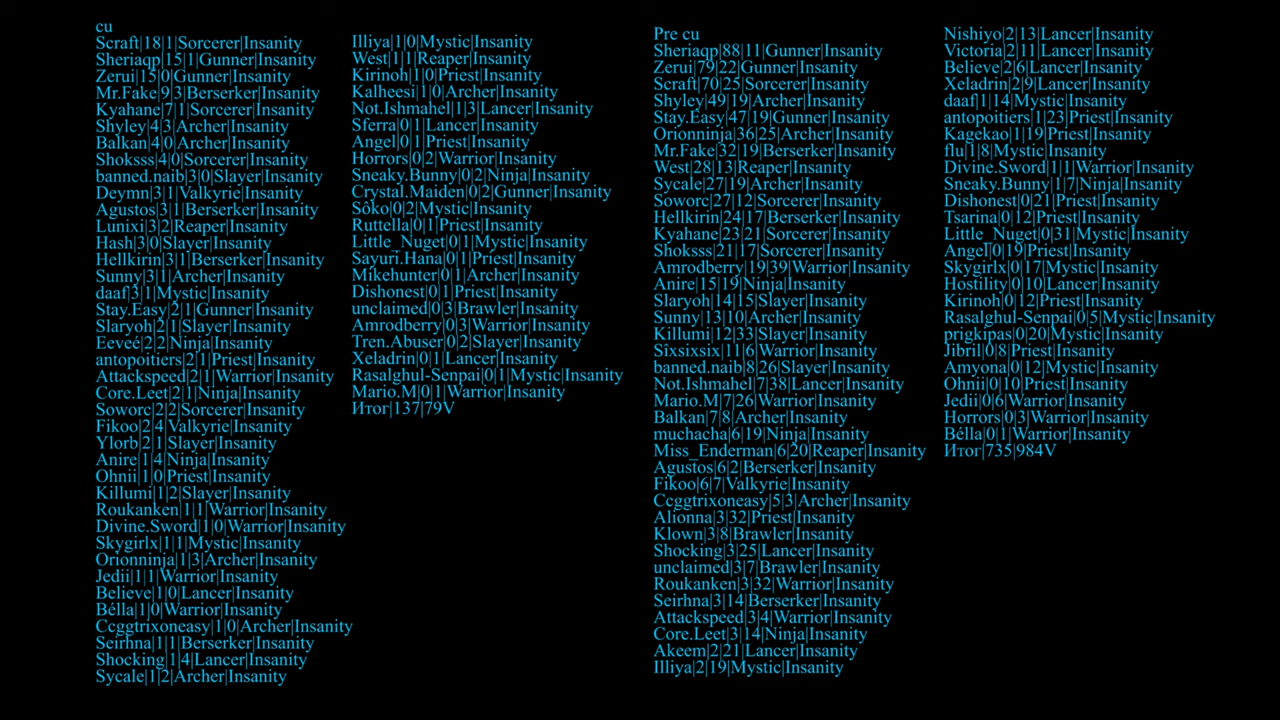 cu
Scraft|18|1|Sorcerer|Insanity
Sheriaqp|15|1|Gunner|Insanity
Zerui|15|0|Gunner|Insanity
Mr.Fake|9|3|Berserker|Insanity
Kyahane|7|1|Sorcerer|Insanity
Shyley|4|3|Archer|Insanity
Balkan|4|0|Archer|Insanity
Shoksss|4|0|Sorcerer|Insanity
banned.naib|3|0|Slayer|Insanity
Deymn|3|1|Valkyrie|Insanity
Agustos|3|1|Berserker|Insanity
Lunixi|3|2|Reaper|Insanity
Hash|3|0|Slayer|Insanity
Hellkirin|3|1|Berserker|Insanity
Sunny|3|1|Archer|Insanity
daaf|3|1|Mystic|Insanity
Stay.Easy|2|1|Gunner|Insanity
Slaryoh|2|1|Slayer|Insanity
Eeveé|2|2|Ninja|Insanity
antopoitiers|2|1|Priest|Insanity
Attackspeed|2|1|Warrior|Insanity
Core.Leet|2|1|Ninja|Insanity
Soworc|2|2|Sorcerer|Insanity
Fikoo|2|4|Valkyrie|Insanity
Ylorb|2|1|Slayer|Insanity
Anire|1|4|Ninja|Insanity
Ohnii|1|0|Priest|Insanity
Killumi|1|2|Slayer|Insanity
Roukanken|1|1|Warrior|Insanity
Divine.Sword|1|0|Warrior|Insanity
Skygirlx|1|1|Mystic|Insanity
Orionninja|1|3|Archer|Insanity
Jedii|1|1|Warrior|Insanity
Believe|1|0|Lancer|Insanity
Bélla|1|0|Warrior|Insanity
Ccggtrixoneasy|1|0|Archer|Insanity
Seirhna|1|1|Berserker|Insanity
Shocking|1|4|Lancer|Insanity
Sycale|1|2|Archer|Insanity
Illiya|1|0|Mystic|Insanity
West|1|1|Reaper|Insanity
Kirinoh|1|0|Priest|Insanity
Kalheesi|1|0|Archer|Insanity
Not.Ishmahel|1|3|Lancer|Insanity
Sferra|0|1|Lancer|Insanity
Angel|0|1|Priest|Insanity
Horrors|0|2|Warrior|Insanity
Sneaky.Bunny|0|2|Ninja|Insanity
Crystal.Maiden|0|2|Gunner|Insanity
Sôko|0|2|Mystic|Insanity
Ruttella|0|1|Priest|Insanity
Little_Nuget|0|1|Mystic|Insanity
Sayuri.Hana|0|1|Priest|Insanity
Mikehunter|0|1|Archer|Insanity
Dishonest|0|1|Priest|Insanity
unclaimed|0|3|Brawler|Insanity
Amrodberry|0|3|Warrior|Insanity
Tren.Abuser|0|2|Slayer|Insanity
Xeladrin|0|1|Lancer|Insanity
Rasalghul-Senpai|0|1|Mystic|Insanity
Mario.M|0|1|Warrior|Insanity
Итог|137|79V
Pre cu
Sheriaqp|88|11|Gunner|Insanity
Zerui|79|22|Gunner|Insanity
Scraft|70|25|Sorcerer|Insanity
Shyley|49|19|Archer|Insanity
Stay.Easy|47|19|Gunner|Insanity
Orionninja|36|25|Archer|Insanity
Mr.Fake|32|19|Berserker|Insanity
West|28|13|Reaper|Insanity
Sycale|27|19|Archer|Insanity
Soworc|27|12|Sorcerer|Insanity
Hellkirin|24|17|Berserker|Insanity
Kyahane|23|21|Sorcerer|Insanity
Shoksss|21|17|Sorcerer|Insanity
Amrodberry|19|39|Warrior|Insanity
Anire|15|19|Ninja|Insanity
Slaryoh|14|15|Slayer|Insanity
Sunny|13|10|Archer|Insanity
Killumi|12|33|Slayer|Insanity
Sîxsixsix|11|6|Warrior|Insanity
banned.naib|8|26|Slayer|Insanity
Not.Ishmahel|7|38|Lancer|Insanity
Mario.M|7|26|Warrior|Insanity
Balkan|7|8|Archer|Insanity
muchacha|6|19|Ninja|Insanity
Miss_Enderman|6|20|Reaper|Insanity
Agustos|6|2|Berserker|Insanity
Fikoo|6|7|Valkyrie|Insanity
Ccggtrixoneasy|5|3|Archer|Insanity
Alionna|3|32|Priest|Insanity
Klown|3|8|Brawler|Insanity
Shocking|3|25|Lancer|Insanity
unclaimed|3|7|Brawler|Insanity
Roukanken|3|32|Warrior|Insanity
Seirhna|3|14|Berserker|Insanity
Attackspeed|3|4|Warrior|Insanity
Core.Leet|3|14|Ninja|Insanity
Akeem|2|21|Lancer|Insanity
Illiya|2|19|Mystic|Insanity
Nishiyo|2|13|Lancer|Insanity
Victoria|2|11|Lancer|Insanity
Believe|2|6|Lancer|Insanity
Xeladrin|2|9|Lancer|Insanity
daaf|1|14|Mystic|Insanity
antopoitiers|1|23|Priest|Insanity
Kagekao|1|19|Priest|Insanity
flu|1|8|Mystic|Insanity
Divine.Sword|1|1|Warrior|Insanity
Sneaky.Bunny|1|7|Ninja|Insanity
Dishonest|0|21|Priest|Insanity
Tsarina|0|12|Priest|Insanity
Little_Nuget|0|31|Mystic|Insanity
Angel|0|19|Priest|Insanity
Skygirlx|0|17|Mystic|Insanity
Hostility|0|10|Lancer|Insanity
Kirinoh|0|12|Priest|Insanity
Rasalghul-Senpai|0|5|Mystic|Insanity
prigkipas|0|20|Mystic|Insanity
Jibril|0|8|Priest|Insanity
Amyona|0|12|Mystic|Insanity
Ohnii|0|10|Priest|Insanity
Jedii|0|6|Warrior|Insanity
Horrors|0|3|Warrior|Insanity
Bélla|0|1|Warrior|Insanity
Итог|735|984V